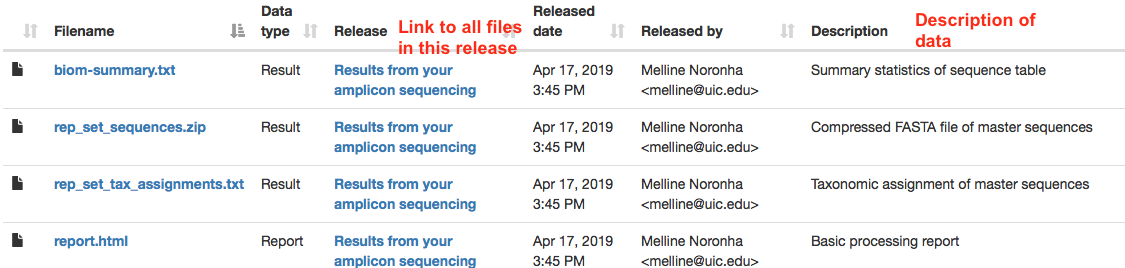 Filename
Data
type
Release
Link to all files
in this release
Released
date
Released by
Description
Description of
data
biom-summary.txt
Result
Results from your
amplicon sequencing
Apr 17, 2019
3:45 PM
Melline Noronha
<melline@uic.edu>
Summary statistics of sequence table
rep_set_sequences.zip
Result
Results from your
amplicon sequencing
Apr 17, 2019
3:45 PM
Melline Noronha
<melline@uic.edu>
Compressed FASTA file of master sequences
rep_set_tax_assignments.txt
Result
Results from your
amplicon sequencing
Apr 17, 2019
3:45 PM
Melline Noronha
<melline@uic.edu>
Taxonomic assignment of master sequences
report.html
Report
Results from your
amplicon sequencing
Apr 17, 2019
3:45 PM
Melline Noronha
<melline@uic.edu>
Basic processing report